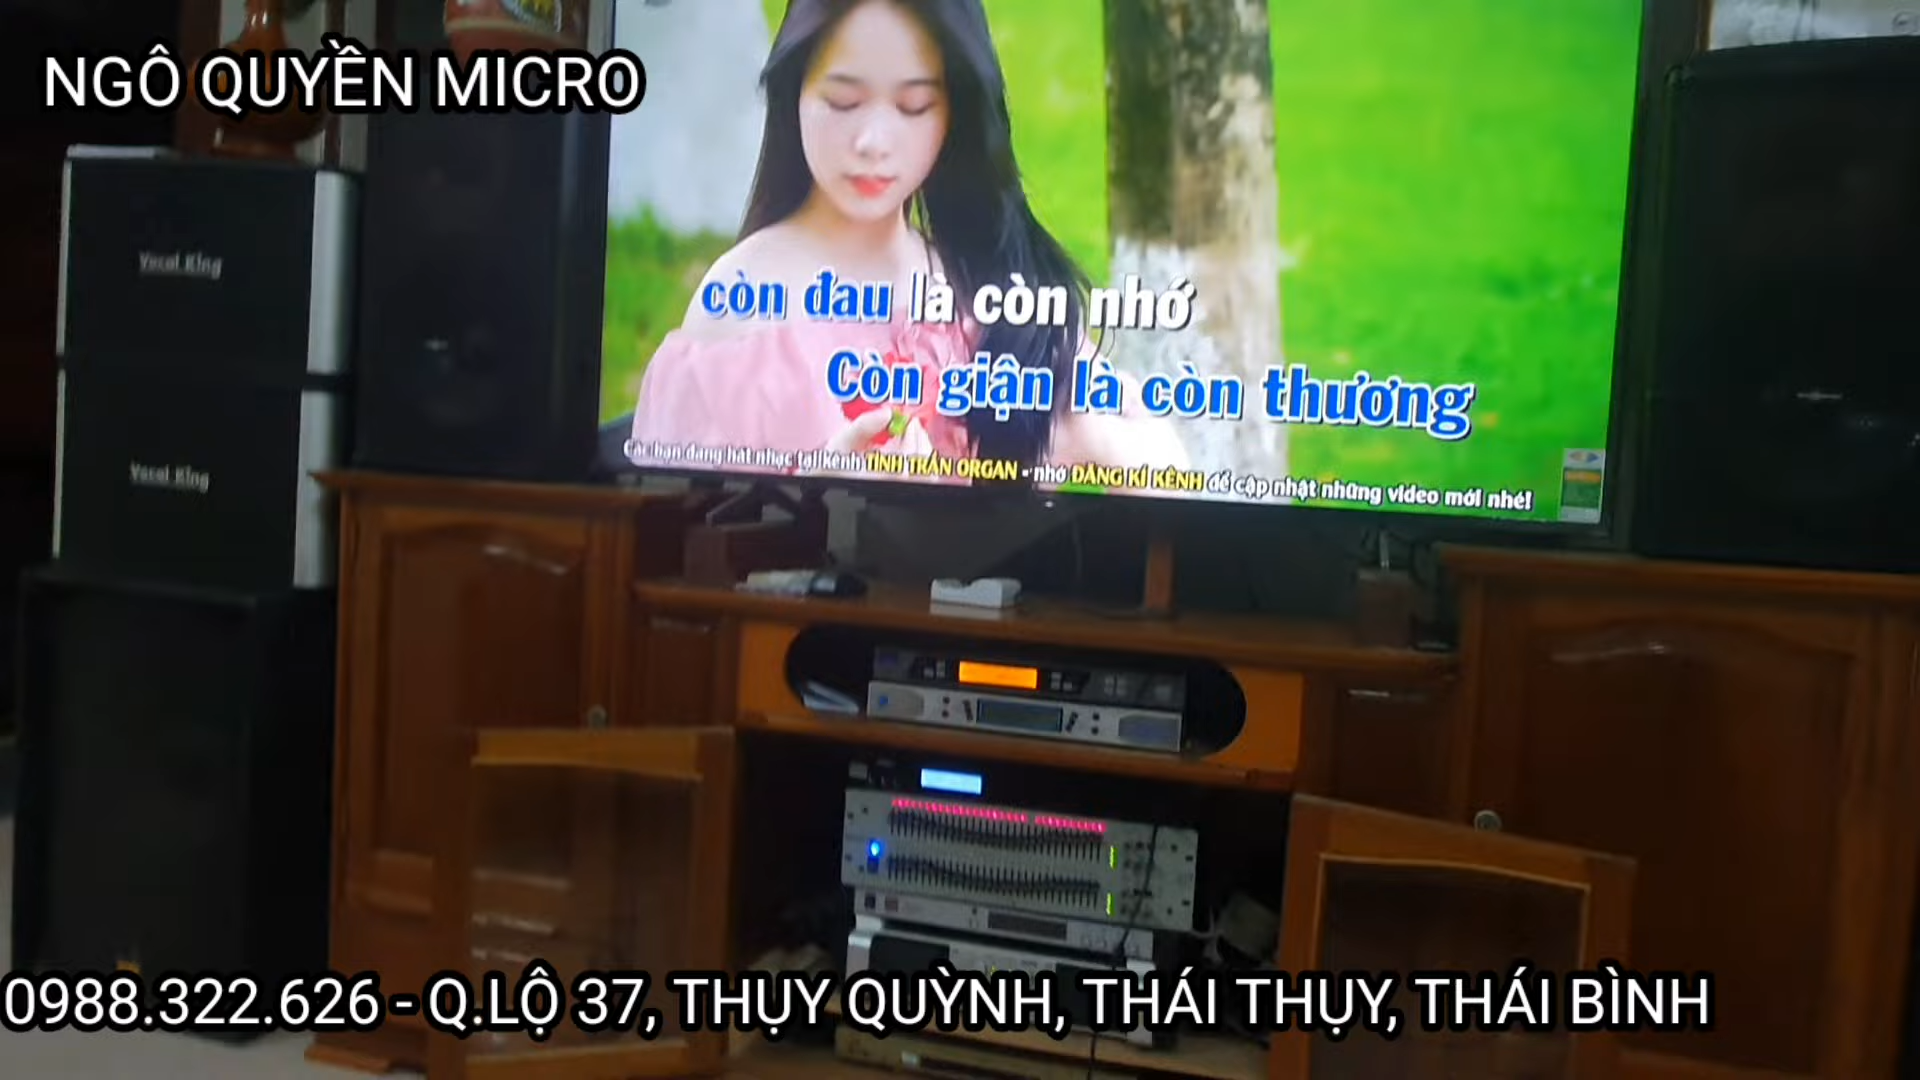 NGÔ QUYỀN MICRO
Vocal King
còn đau là còn nhớ
Còn giận là còn thương
Vocal King
Các bạn đang hát nhạc tại kênh TÌNH TRẦN ORGAN - nhớ ĐĂNG KÍ KÊNH để cập nhật những video mới nhé!
0988.322.626 - Q.LỘ 37, THỤY QUỲNH, THÁI THỤY, THÁI BÌNH